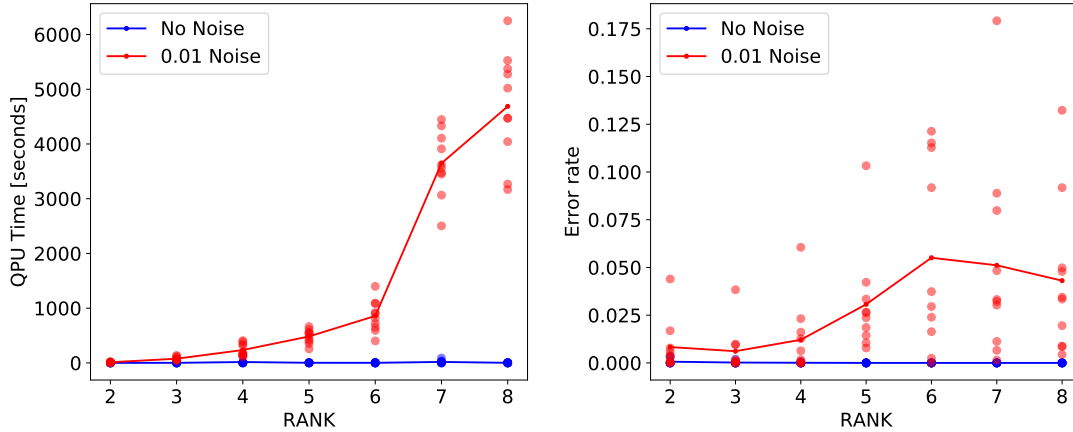 No Noise
0.01 Noise
6000
5000
4000
3000
2000
1000
0
QPU Time [seconds]
2 3 4 5 6 7 8
RANK
No Noise
0.01 Noise
0.175
0.150
0.125
0.100
0.075
0.050
0.025
0.000
Error rate
2 3 4 5 6 7 8
RANK